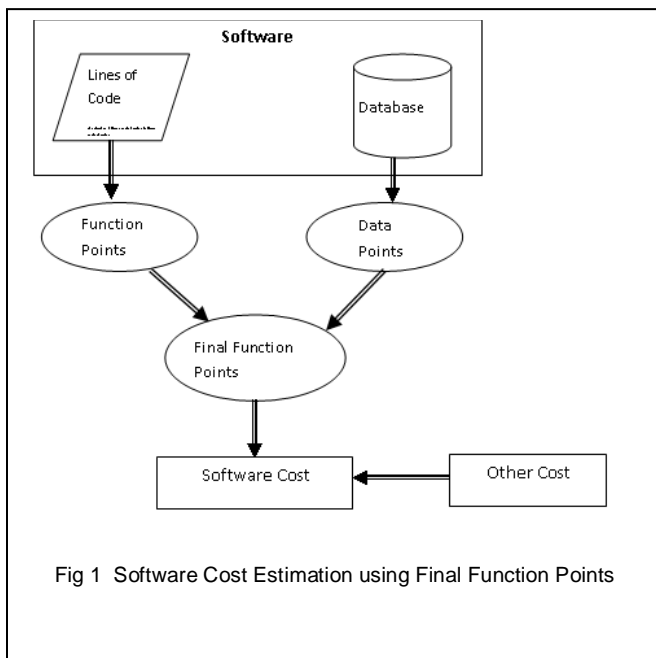 Software
Lines of
Code
Database
Function
Points
Data
Points
Final Function
Points
Software Cost
Other Cost
Fig 1 Software Cost Estimation using Final Function Points